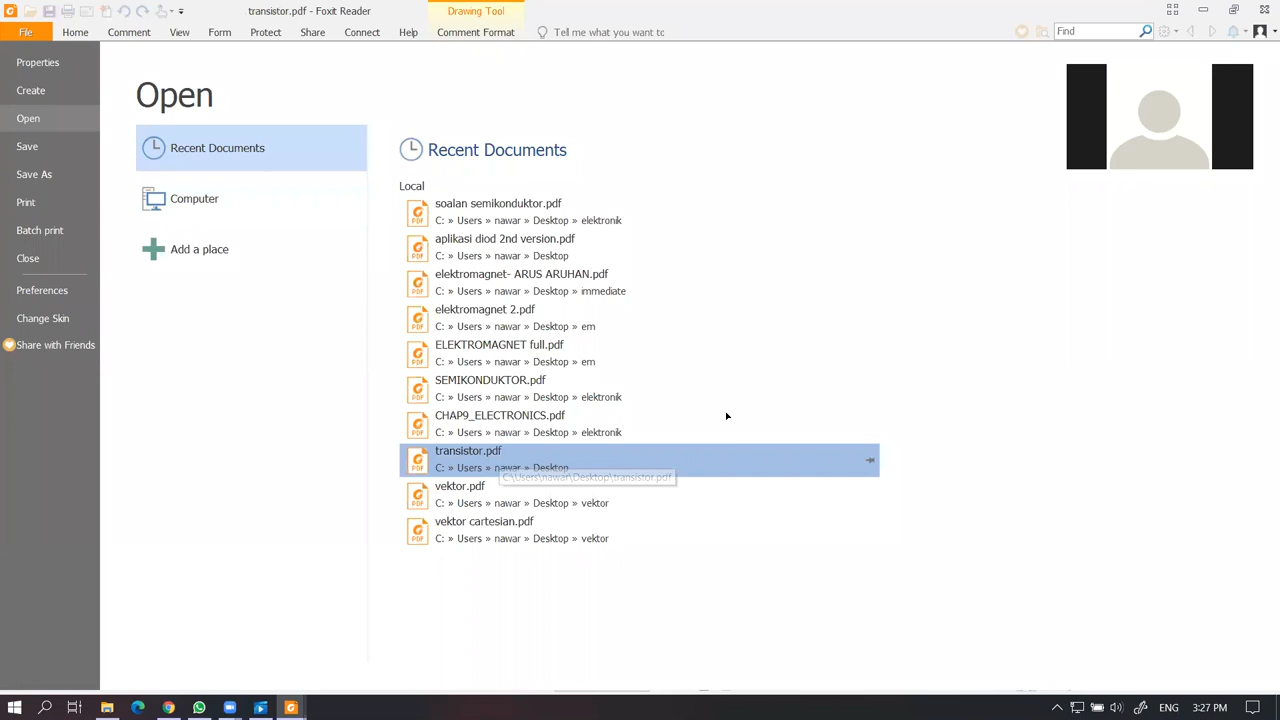 transistor.pdf - Foxit Reader
Drawing Tool
File Home Comment View Form Protect Share Connect Help Comment Format Tell me what you want to Find
Properties
Create
Open
Save
Save As
Print
Batch print
Close
Preferences
Change Skin
Share with Friends
Open
Recent Documents
Computer
Add a place
Recent Documents
Local
soalan semikonduktor.pdf
C: » Users » nawar » Desktop » elektronik
aplikasi diod 2nd version.pdf
C: » Users » nawar » Desktop
elektromagnet- ARUS ARUHAN.pdf
C: » Users » nawar » Desktop » immediate
elektromagnet 2.pdf
C: » Users » nawar » Desktop » em
ELEKTROMAGNET full.pdf
C: » Users » nawar » Desktop » em
SEMIKONDUKTOR.pdf
C: » Users » nawar » Desktop » elektronik
CHAP9_ELECTRONICS.pdf
C: » Users » nawar » Desktop » elektronik
transistor.pdf
C: » Users » nawar » Desktop
C:\Users\nawar\Desktop\transistor.pdf
vektor.pdf
C: » Users » nawar » Desktop » vektor
vektor cartesian.pdf
C: » Users » nawar » Desktop » vektor
ENG 3:27 PM